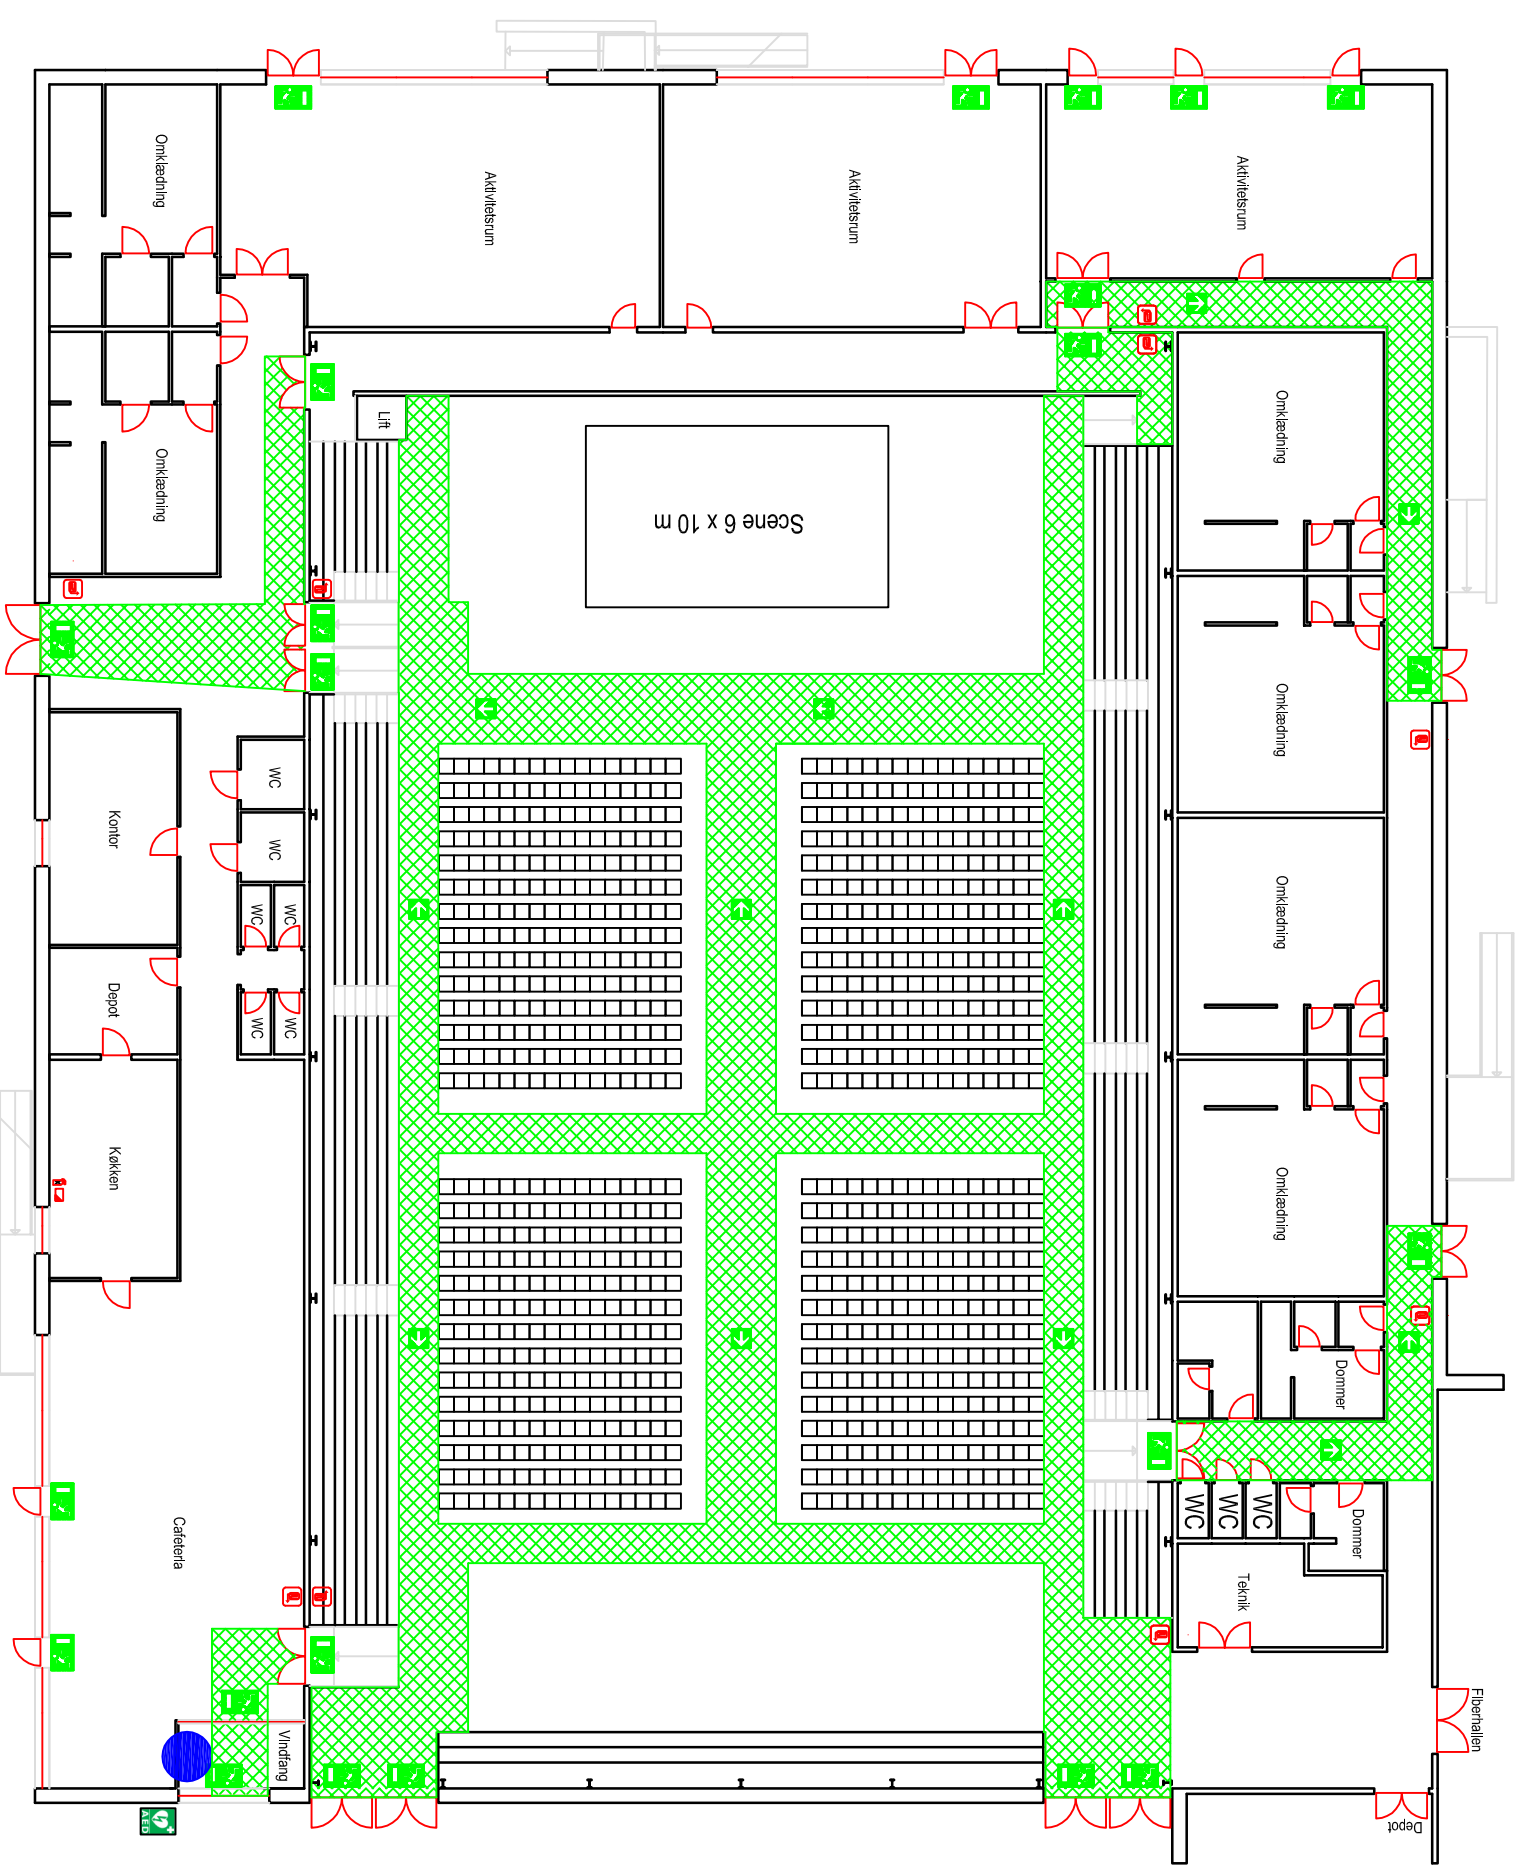 Omklædning
Aktivitetsrum
Aktivitetsrum
Aktivitetsrum
Lift
Omklædning
Omklædning
Scene 6 x 10 m
Omklædning
WC
Kontor
WC
Omklædning
WC
WC
Depot
WC
WC
Køkken
Omklædning
Dommer
WC
WC
WC
Dommer
Cafeteria
Teknik
Fiberhallen
Vindfang
AED
Depot